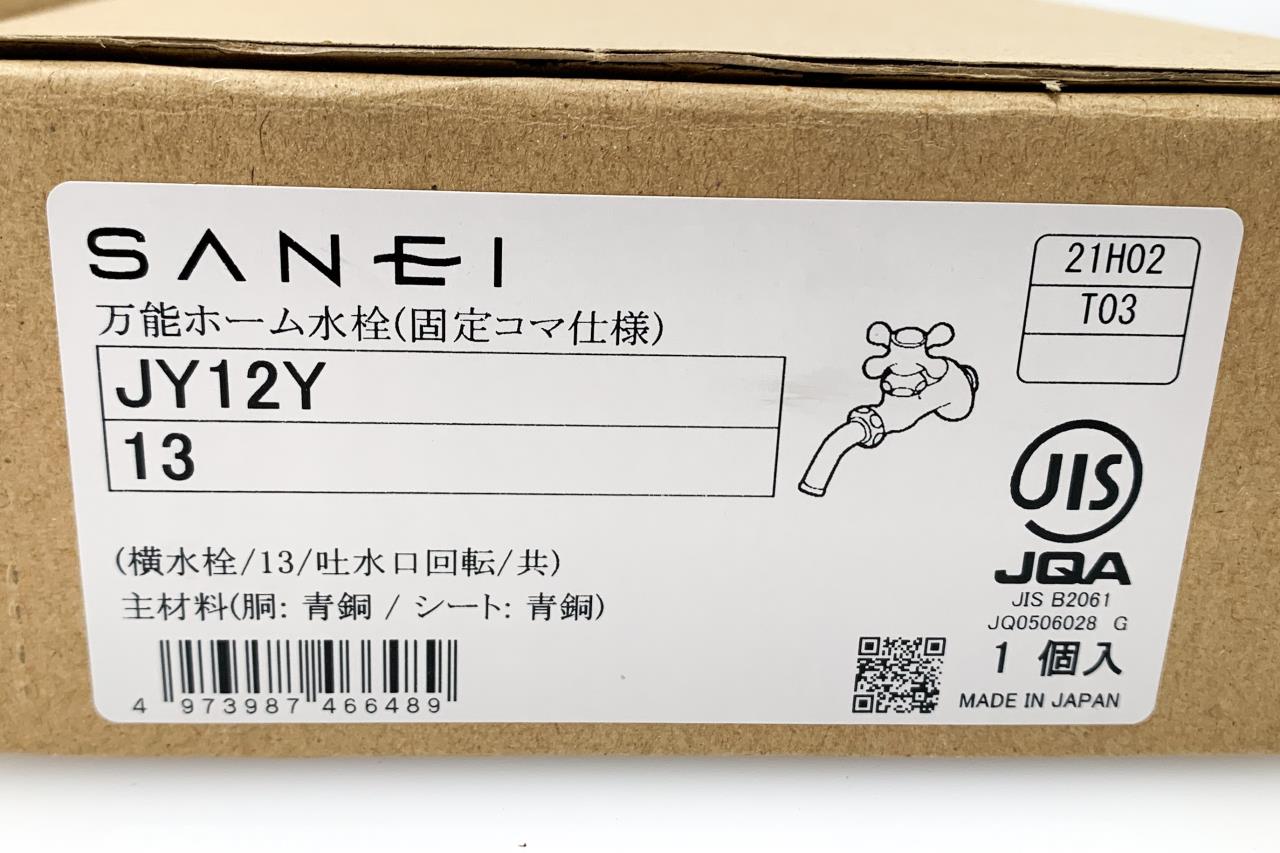 SANEI
万能ホーム水栓(固定コマ仕様)
JY12Y
13
(横水栓/13/吐水口回転/共)
主材料(胴: 青銅 / シート: 青銅)
4 973987 466489
21H02
T03
JIS
JQA
JIS B2061
JQ0506028 G
1 個入
MADE IN JAPAN